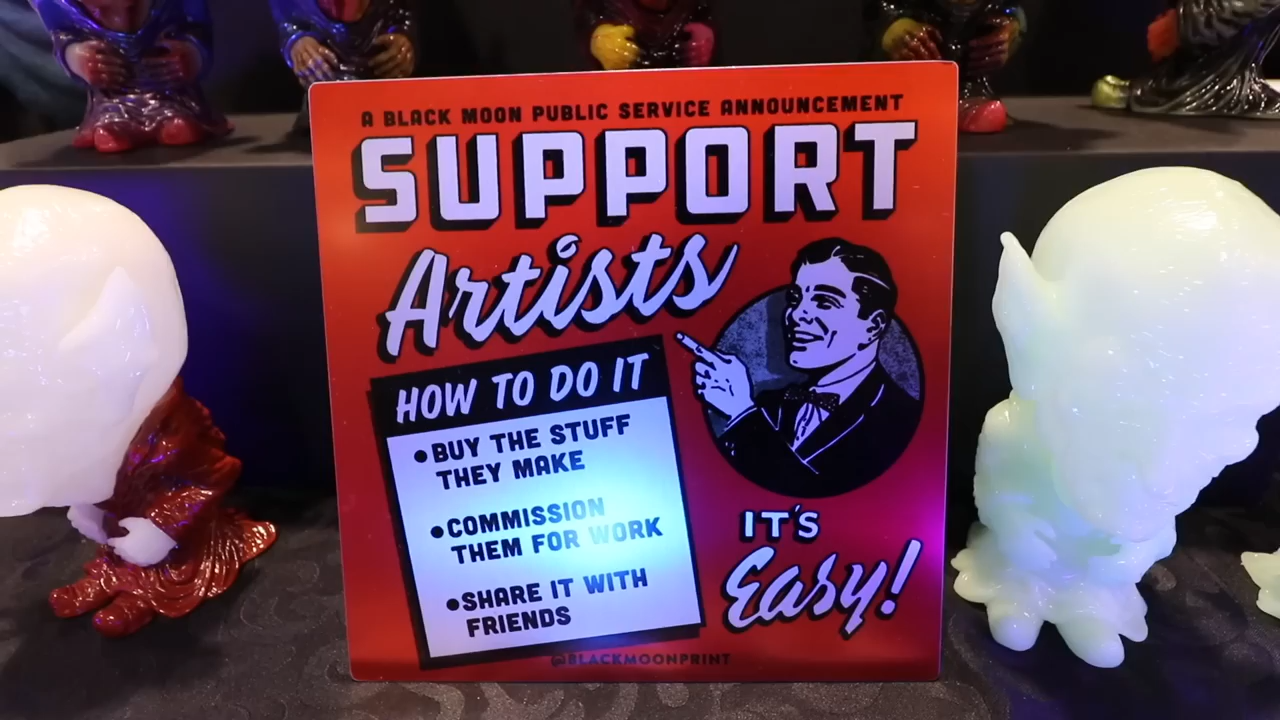 A BLACK MOON PUBLIC SERVICE ANNOUNCEMENT
SUPPORT
Artists
HOW TO DO IT
•BUY THE STUFF
THEY MAKE
•COMMISSION
THEM FOR WORK
•SHARE IT WITH
FRIENDS
IT'S
Easy!
@BLACKMOONPRINT